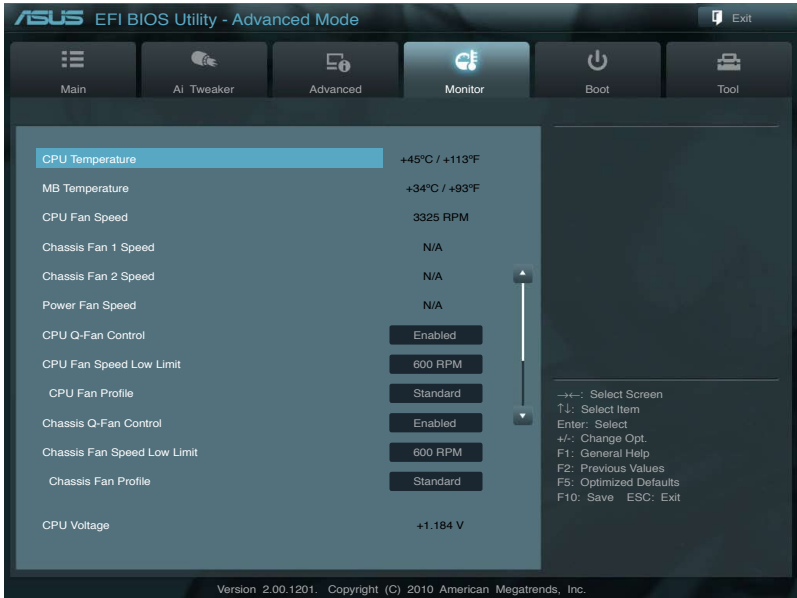 ASUS EFI BIOS Utility - Advanced Mode
Exit
Main
Ai Tweaker
Advanced
Monitor
Boot
Tool
CPU Temperature +45ºC / +113ºF
MB Temperature +34ºC / +93ºF
CPU Fan Speed 3325 RPM
Chassis Fan 1 Speed N/A
Chassis Fan 2 Speed N/A
Power Fan Speed N/A
CPU Q-Fan Control Enabled
CPU Fan Speed Low Limit 600 RPM
CPU Fan Profile Standard
Chassis Q-Fan Control Enabled
Chassis Fan Speed Low Limit 600 RPM
Chassis Fan Profile Standard
CPU Voltage +1.184 V
→←: Select Screen
↑↓: Select Item
Enter: Select
+/-: Change Opt.
F1: General Help
F2: Previous Values
F5: Optimized Defaults
F10: Save ESC: Exit
Version 2.00.1201. Copyright (C) 2010 American Megatrends, Inc.